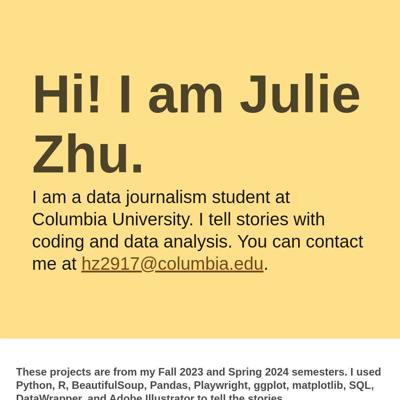 Hi! I am Julie
Zhu.
I am a data journalism student at
Columbia University. I tell stories with
coding and data analysis. You can contact
me at hz2917@columbia.edu.
These projects are from my Fall 2023 and Spring 2024 semesters. I used
Python, R, BeautifulSoup, Pandas, Playwright, ggplot, matplotlib, SQL,
DataWrapper, and Adobe Illustrator to tell the stories.